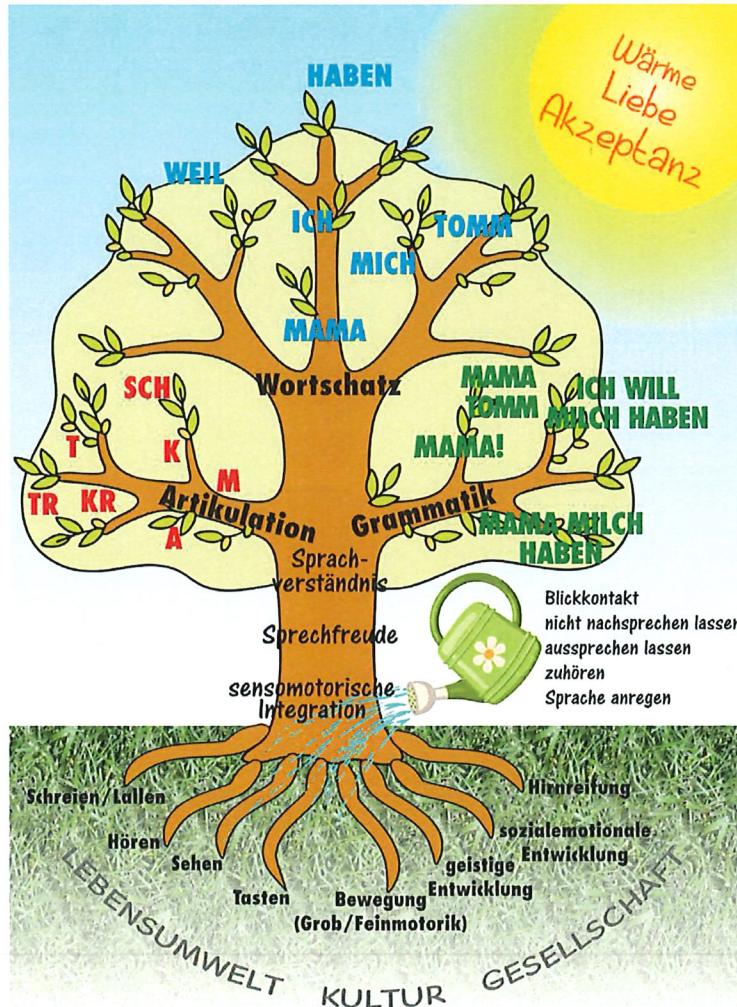 Wärme
Liebe
Akzeptanz
HABEN
WEIL
ICH
TOMM
MICH
MAMA
Wortschatz
SCH
T
K
M
TR
KR
A
Artikulation
MAMA
TOMM
ICH WILL
MILCH HABEN
MAMA!
Grammatik
MAMA MILCH
HABEN
Sprach-
verständnis
Sprechfreude
sensomotorische
Integration
Blickkontakt
nicht nachsprechen lassen
aussprechen lassen
zuhören
Sprache anregen
Schreien/Lallen
Hören
Sehen
Tasten
Bewegung
(Grob/Feinmotorik)
geistige
Entwicklung
sozialemotionale
Entwicklung
Hirnreifung
LEBENSUMWELT KULTUR GESELLSCHAFT